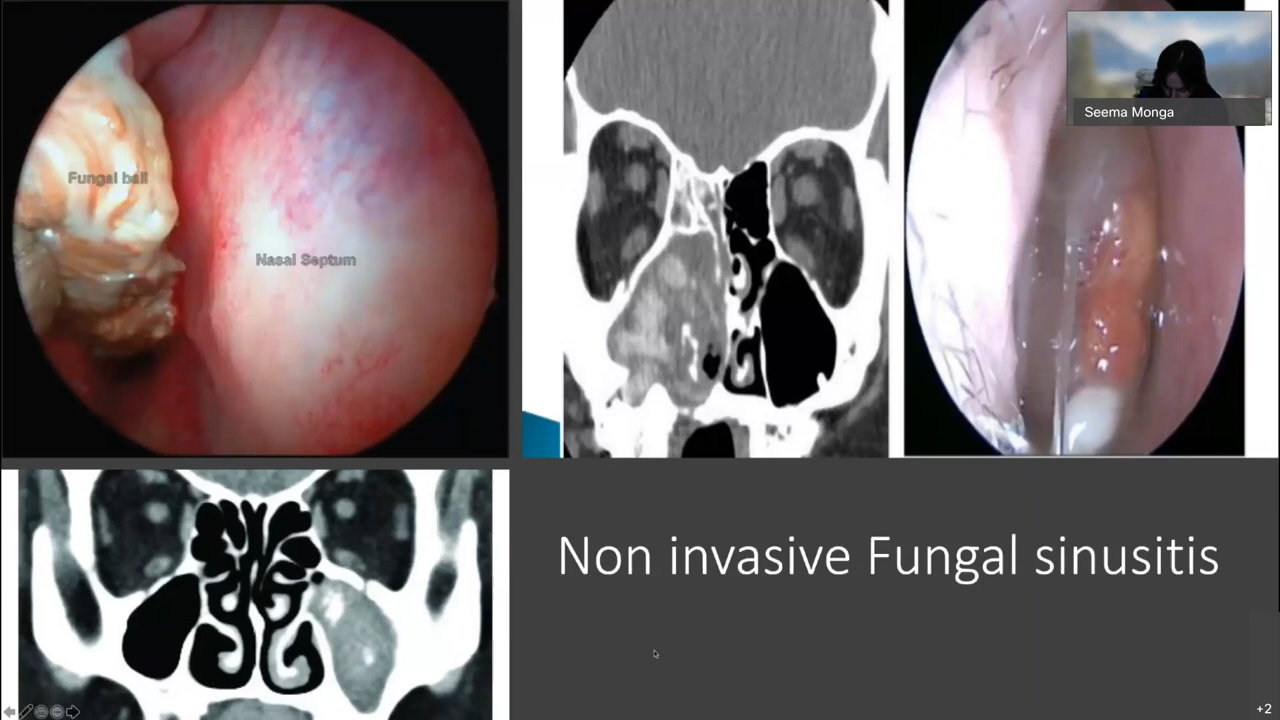 Fungal ball
Nasal Septum
Seema Monga
Non invasive Fungal sinusitis
+2